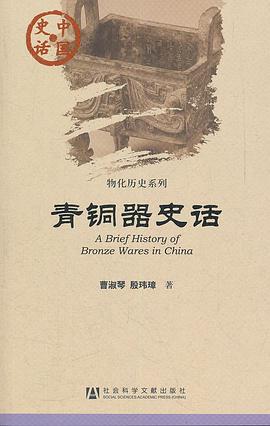 中国
史话
物化历史系列
青铜器史话
A Brief History of
Bronze Wares in China
曹淑琴 殷玮璋 著
社会科学文献出版社
SOCIAL SCIENCES ACADEMIC PRESS (CHINA)